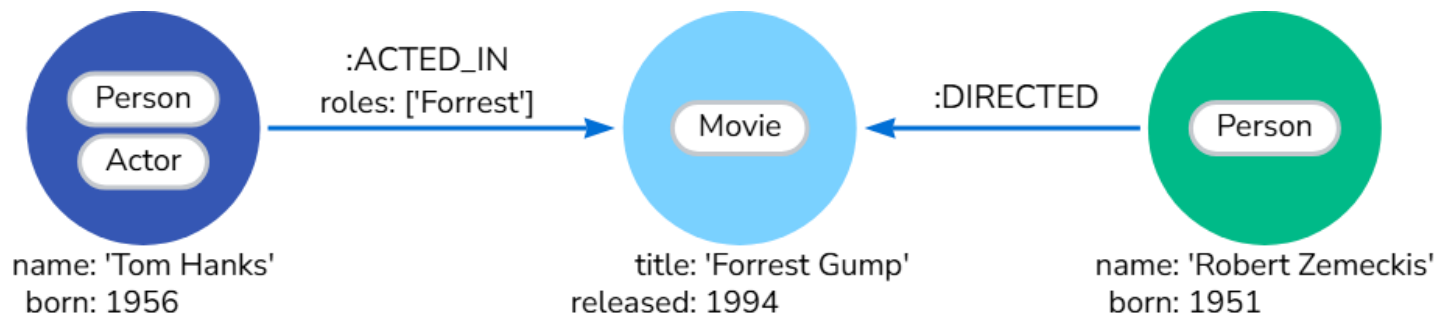 :ACTED_IN
roles: ['Forrest']
:DIRECTED
Person
Actor
Movie
Person
name: 'Tom Hanks'
born: 1956
title: 'Forrest Gump'
released: 1994
name: 'Robert Zemeckis'
born: 1951